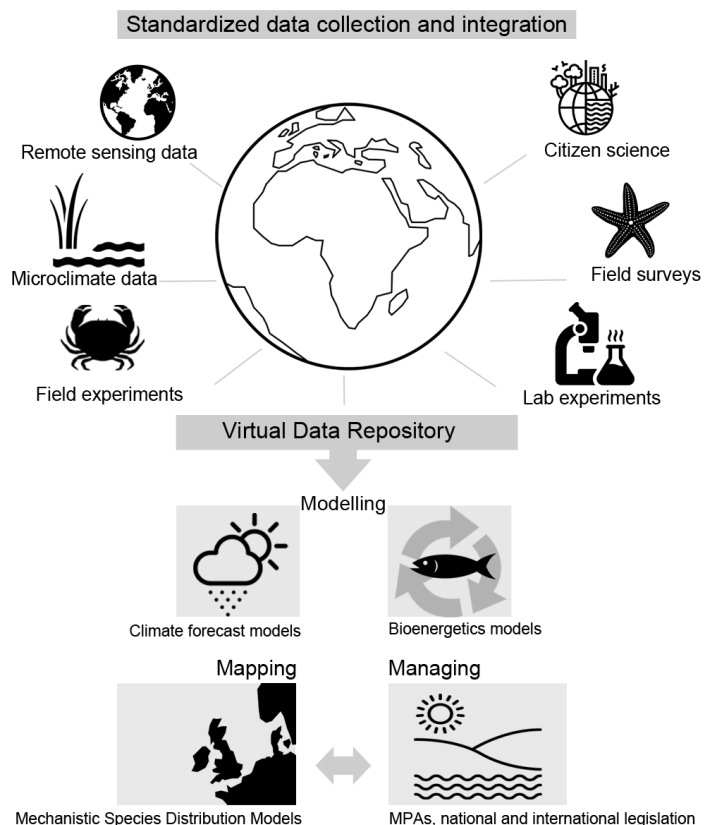 Standardized data collection and integration
Remote sensing data
Citizen science
Microclimate data
Field surveys
Field experiments
Lab experiments
Virtual Data Repository
Modelling
Climate forecast models
Bioenergetics models
Mapping
Managing
Mechanistic Species Distribution Models
MPAs, national and international legislation